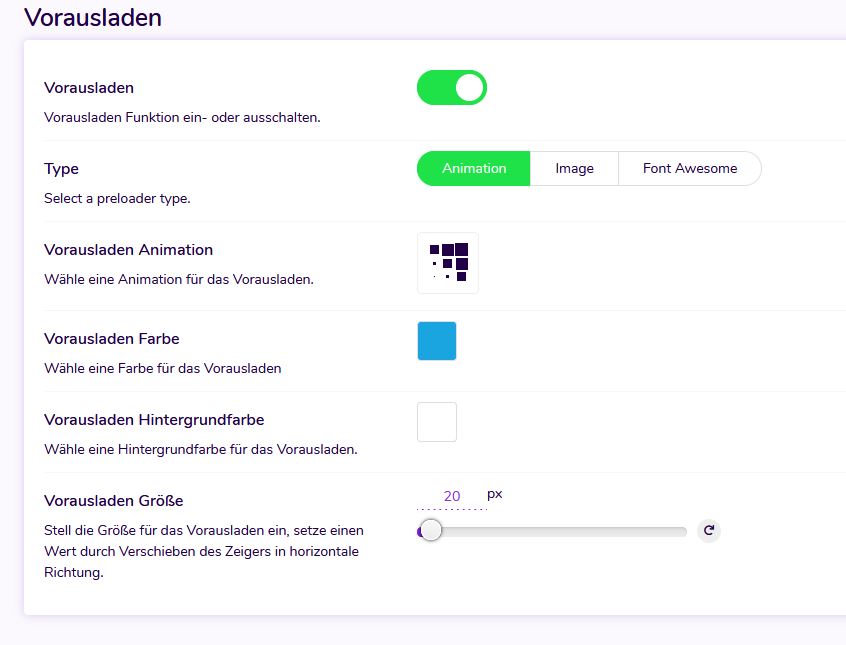 Vorausladen
Vorausladen
Vorausladen Funktion ein- oder ausschalten.
Type
Animation
Image
Font Awesome
Select a preloader type.
Vorausladen Animation
Wähle eine Animation für das Vorausladen.
Vorausladen Farbe
Wähle eine Farbe für das Vorausladen
Vorausladen Hintergrundfarbe
Wähle eine Hintergrundfarbe für das Vorausladen.
Vorausladen Größe
20 px
Stell die Größe für das Vorausladen ein, setze einen
Wert durch Verschieben des Zeigers in horizontale
Richtung.